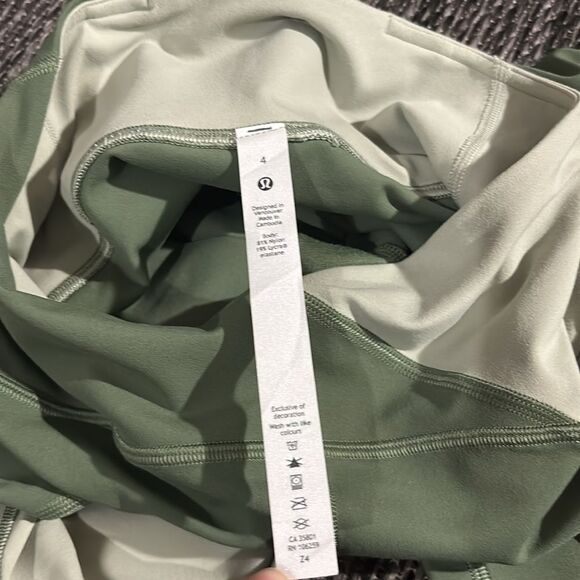 4
Designed in
Vancouver
Made in
Cambodia
Body:
81% Nylon
19% Lycra®
elastane
Exclusive of
decoration
Wash with like
colours
CA 35801
RN 106259
Z4